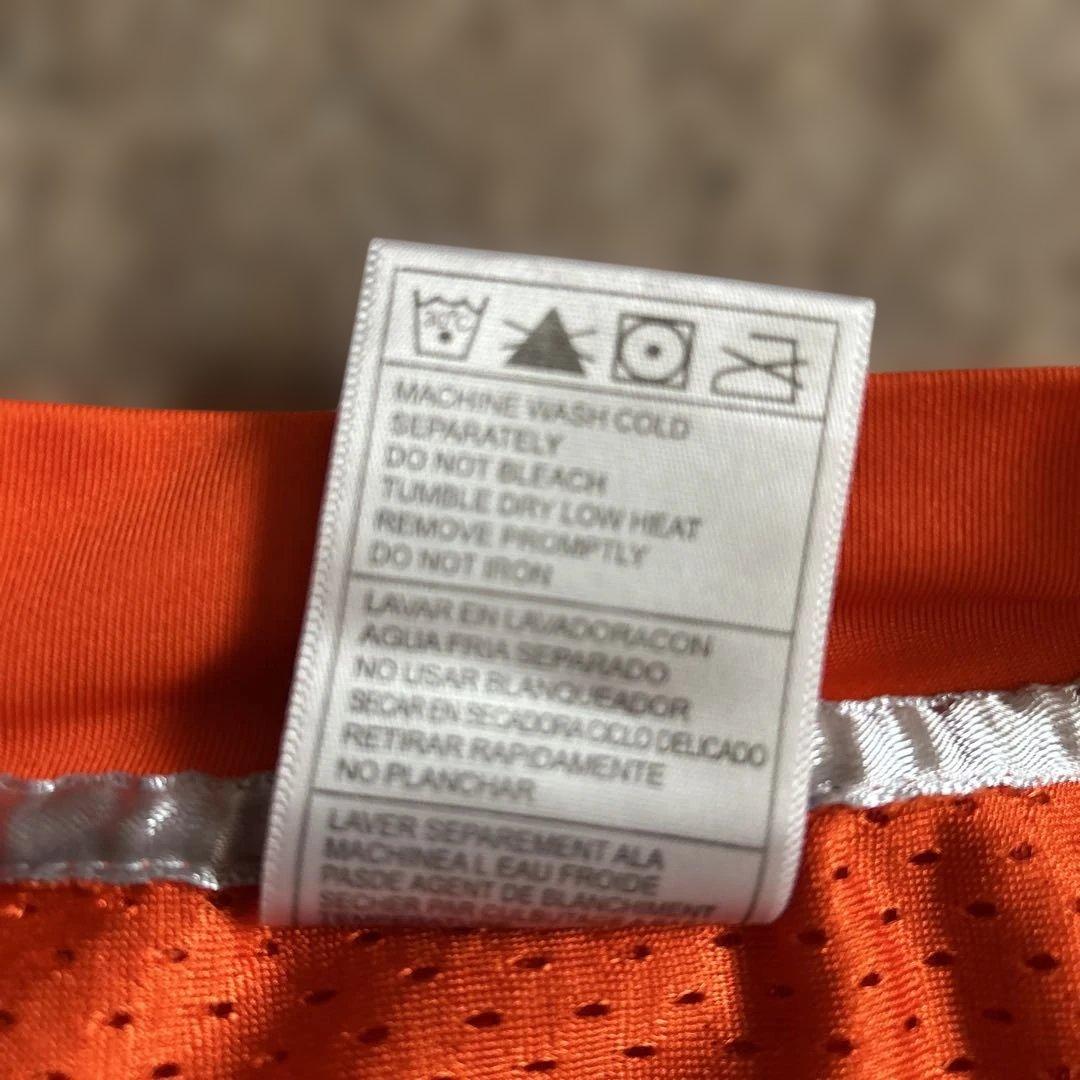 30°C
MACHINE WASH COLD
SEPARATELY
DO NOT BLEACH
TUMBLE DRY LOW HEAT
REMOVE PROMPTLY
DO NOT IRON
LAVAR EN LAVADORACON
AGUA FRIA SEPARADO
NO USAR BLANQUEADOR
SECAR EN SECADORA CICLO DELICADO
RETIRAR RAPIDAMENTE
NO PLANCHAR
LAVER SEPAREMENT ALA
MACHINEA L EAU FROIDE
PASDE AGENT DE BLANCHIMENT
SECHER PAR